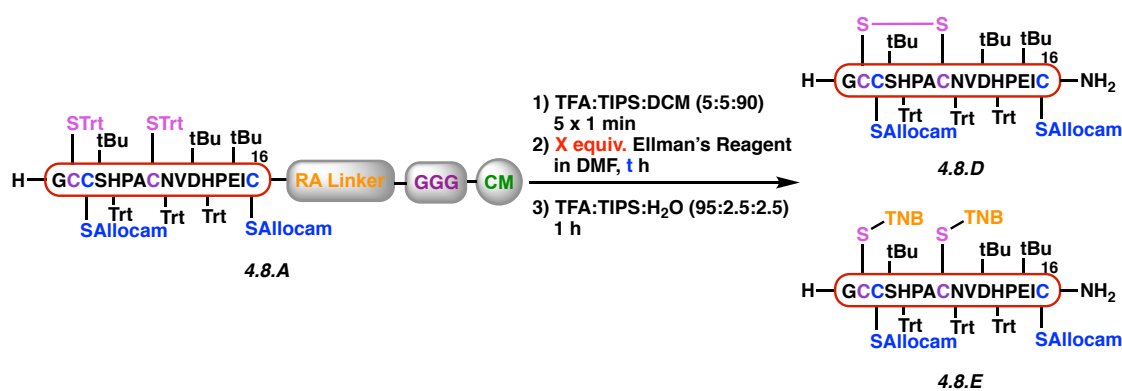 STrt STrt
tBu tBu tBu
16
H GCCSHPACNVDHPEIC RA Linker GGG CM
Trt Trt Trt
SAllocam SAllocam
4.8.A
1) TFA:TIPS:DCM (5:5:90)
5 x 1 min
2) X equiv. Ellman's Reagent
in DMF, t h
3) TFA:TIPS:H₂O (95:2.5:2.5)
1 h
S S
tBu tBu tBu
16
H GCCSHPACNVDHPEIC NH₂
Trt Trt Trt
SAllocam SAllocam
4.8.D
TNB TNB
S S
tBu tBu tBu
16
H GCCSHPACNVDHPEIC NH₂
Trt Trt Trt
SAllocam SAllocam
4.8.E